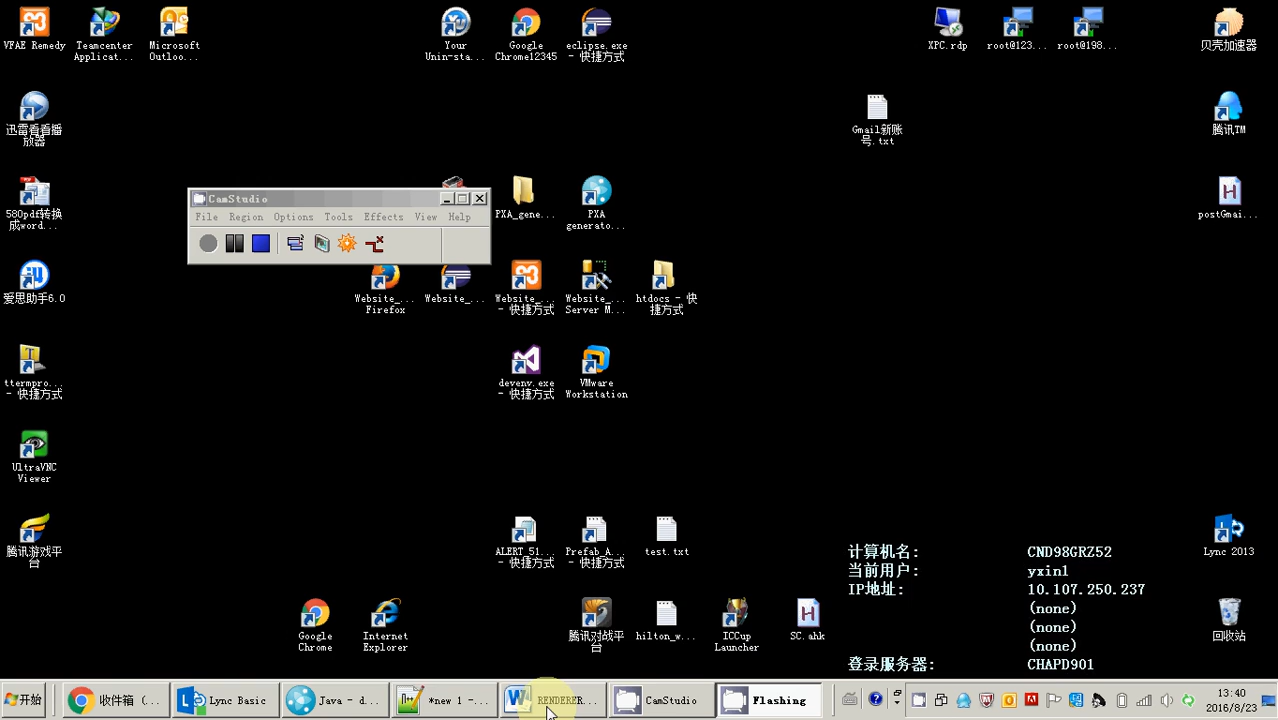 VFAE Remedy
Teamcenter
Applicat...
Microsoft
Outloo...
Your
Unin-sta...
Google
Chrome12345
eclipse.exe
- 快捷方式
XPC.rdp
root@123...
root@198...
贝壳加速器
迅雷看看播
放器
Gmail新账
号.txt
腾讯TM
CamStudio
File Region Options Tools Effects View Help
580pdf转换
成word...
PXA_gene...
PXA
generato...
postGmai...
爱思助手6.0
Website_...
Firefox
Website_...
Website_...
- 快捷方式
Website_...
Server M...
htdocs - 快
捷方式
ttermpro...
- 快捷方式
devenv.exe
- 快捷方式
VMware
Workstation
UltraVNC
Viewer
腾讯游戏平
台
ALERT_51...
- 快捷方式
Prefab_A...
- 快捷方式
test.txt
Lync 2013
计算机名: CND98GRZ52
当前用户: yxinl
IP地址: 10.107.250.237
(none)
(none)
(none)
登录服务器: CHAPD901
Google
Chrome
Internet
Explorer
腾讯对战平
台
hilton_w...
ICCup
Launcher
SC.ahk
回收站
开始
收件箱 (...
Lync Basic
Java - d...
*new 1 -...
RENDERER...
CamStudio
Flashing
13:40
2016/8/23